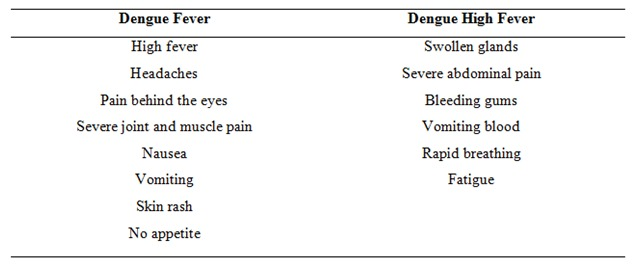 Dengue Fever Dengue High Fever
High fever Swollen glands
Headaches Severe abdominal pain
Pain behind the eyes Bleeding gums
Severe joint and muscle pain Vomiting blood
Nausea Rapid breathing
Vomiting Fatigue
Skin rash
No appetite